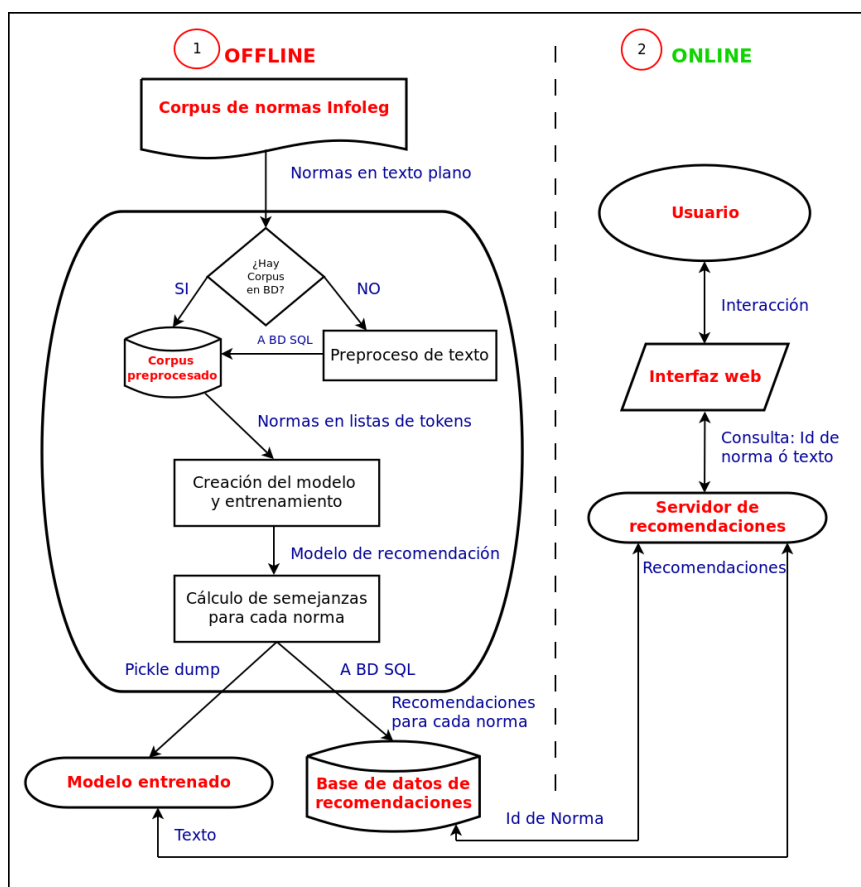 1 OFFLINE
Corpus de normas Infoleg
Normas en texto plano
¿Hay
Corpus
en BD?
SI
NO
A BD SQL
Corpus
preprocesado
Preproceso de texto
Normas en listas de tokens
Creación del modelo
y entrenamiento
Modelo de recomendación
Cálculo de semejanzas
para cada norma
Pickle dump
A BD SQL
Recomendaciones
para cada norma
Modelo entrenado
Base de datos de
recomendaciones
Texto
Id de Norma
2 ONLINE
Usuario
Interacción
Interfaz web
Consulta: Id de
norma ó texto
Servidor de
recomendaciones
Recomendaciones